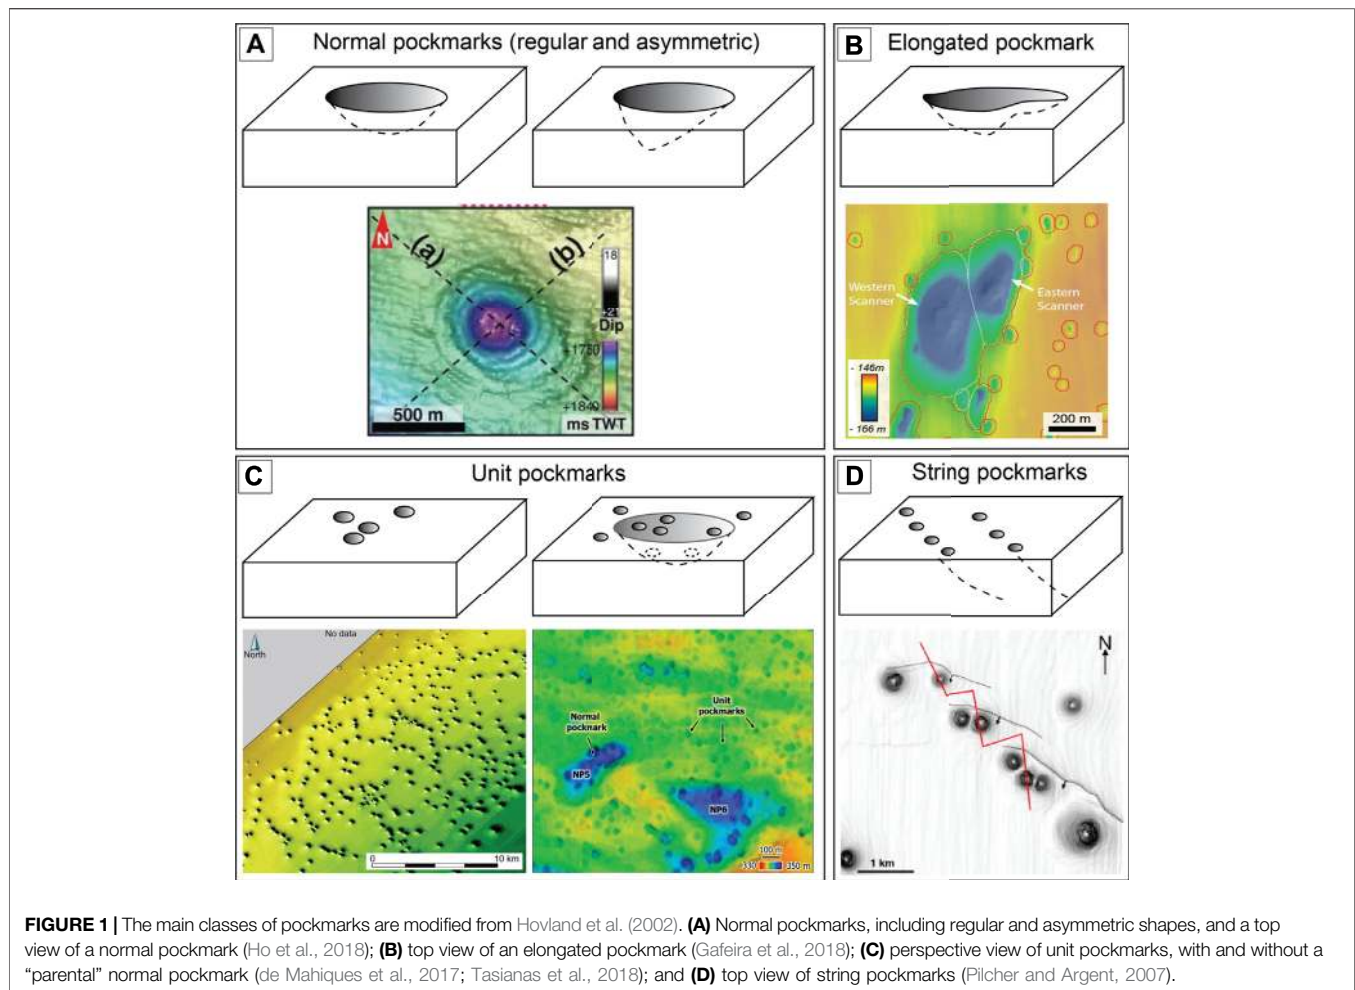 A
Normal pockmarks (regular and asymmetric)
B
Elongated pockmark
N
(a)
(b)
-18
+21
Dip
+1750
+1840
ms TWT
500 m
Western
Scanner
Eastern
Scanner
- 146m
- 166 m
200 m
C
Unit pockmarks
D
String pockmarks
No data
North
0
10 km
Normal
pockmark
Unit
pockmarks
NP5
NP6
100 m
330
350 m
N
1 km
FIGURE 1 | The main classes of pockmarks are modified from Hovland et al. (2002). (A) Normal pockmarks, including regular and asymmetric shapes, and a top
view of a normal pockmark (Ho et al., 2018); (B) top view of an elongated pockmark (Gafeira et al., 2018); (C) perspective view of unit pockmarks, with and without a
“parental” normal pockmark (de Mahiques et al., 2017; Tasianas et al., 2018); and (D) top view of string pockmarks (Pilcher and Argent, 2007).